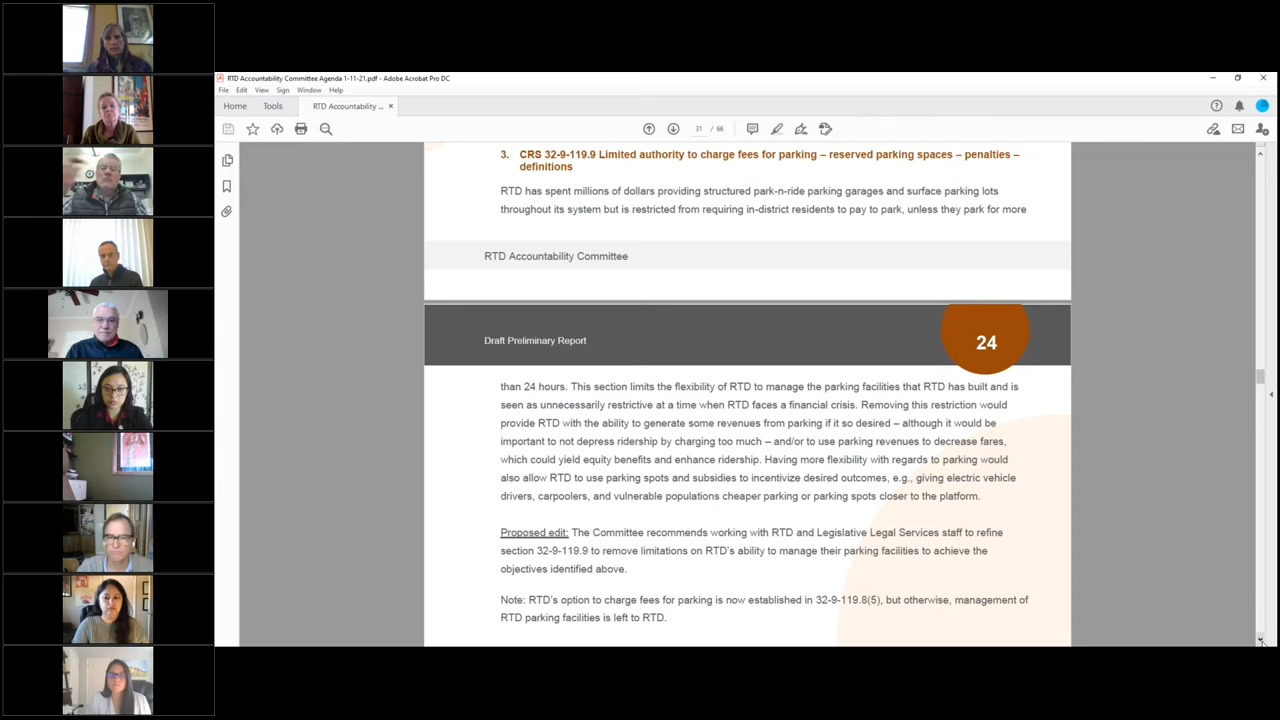 RTD Accountability Committee Agenda 1-11-21.pdf - Adobe Acrobat Pro DC
File Edit View Sign Window Help
Home Tools RTD Accountability ... ×
31 / 66
3. CRS 32-9-119.9 Limited authority to charge fees for parking – reserved parking spaces – penalties –
definitions
RTD has spent millions of dollars providing structured park-n-ride parking garages and surface parking lots
throughout its system but is restricted from requiring in-district residents to pay to park, unless they park for more
RTD Accountability Committee
Draft Preliminary Report
24
than 24 hours. This section limits the flexibility of RTD to manage the parking facilities that RTD has built and is
seen as unnecessarily restrictive at a time when RTD faces a financial crisis. Removing this restriction would
provide RTD with the ability to generate some revenues from parking if it so desired – although it would be
important to not depress ridership by charging too much – and/or to use parking revenues to decrease fares,
which could yield equity benefits and enhance ridership. Having more flexibility with regards to parking would
also allow RTD to use parking spots and subsidies to incentivize desired outcomes, e.g., giving electric vehicle
drivers, carpoolers, and vulnerable populations cheaper parking or parking spots closer to the platform.
Proposed edit: The Committee recommends working with RTD and Legislative Legal Services staff to refine
section 32-9-119.9 to remove limitations on RTD's ability to manage their parking facilities to achieve the
objectives identified above.
Note: RTD's option to charge fees for parking is now established in 32-9-119.8(5), but otherwise, management of
RTD parking facilities is left to RTD.